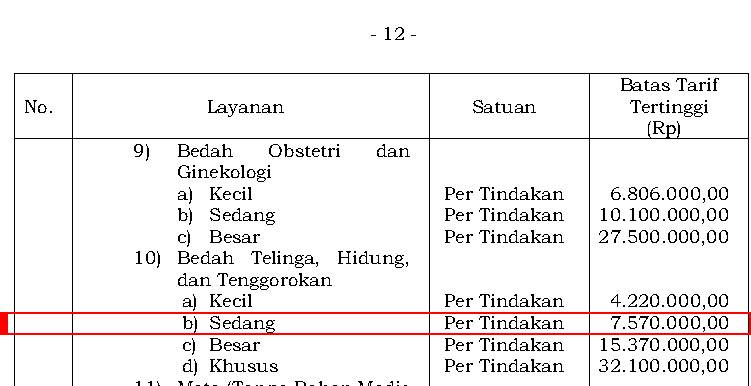 - 12 -
No. Layanan Satuan Batas Tarif Tertinggi (Rp)
9) Bedah Obstetri dan
Ginekologi
a) Kecil Per Tindakan 6.806.000,00
b) Sedang Per Tindakan 10.100.000,00
c) Besar Per Tindakan 27.500.000,00
10) Bedah Telinga, Hidung,
dan Tenggorokan
a) Kecil Per Tindakan 4.220.000,00
b) Sedang Per Tindakan 7.570.000,00
c) Besar Per Tindakan 15.370.000,00
d) Khusus Per Tindakan 32.100.000,00